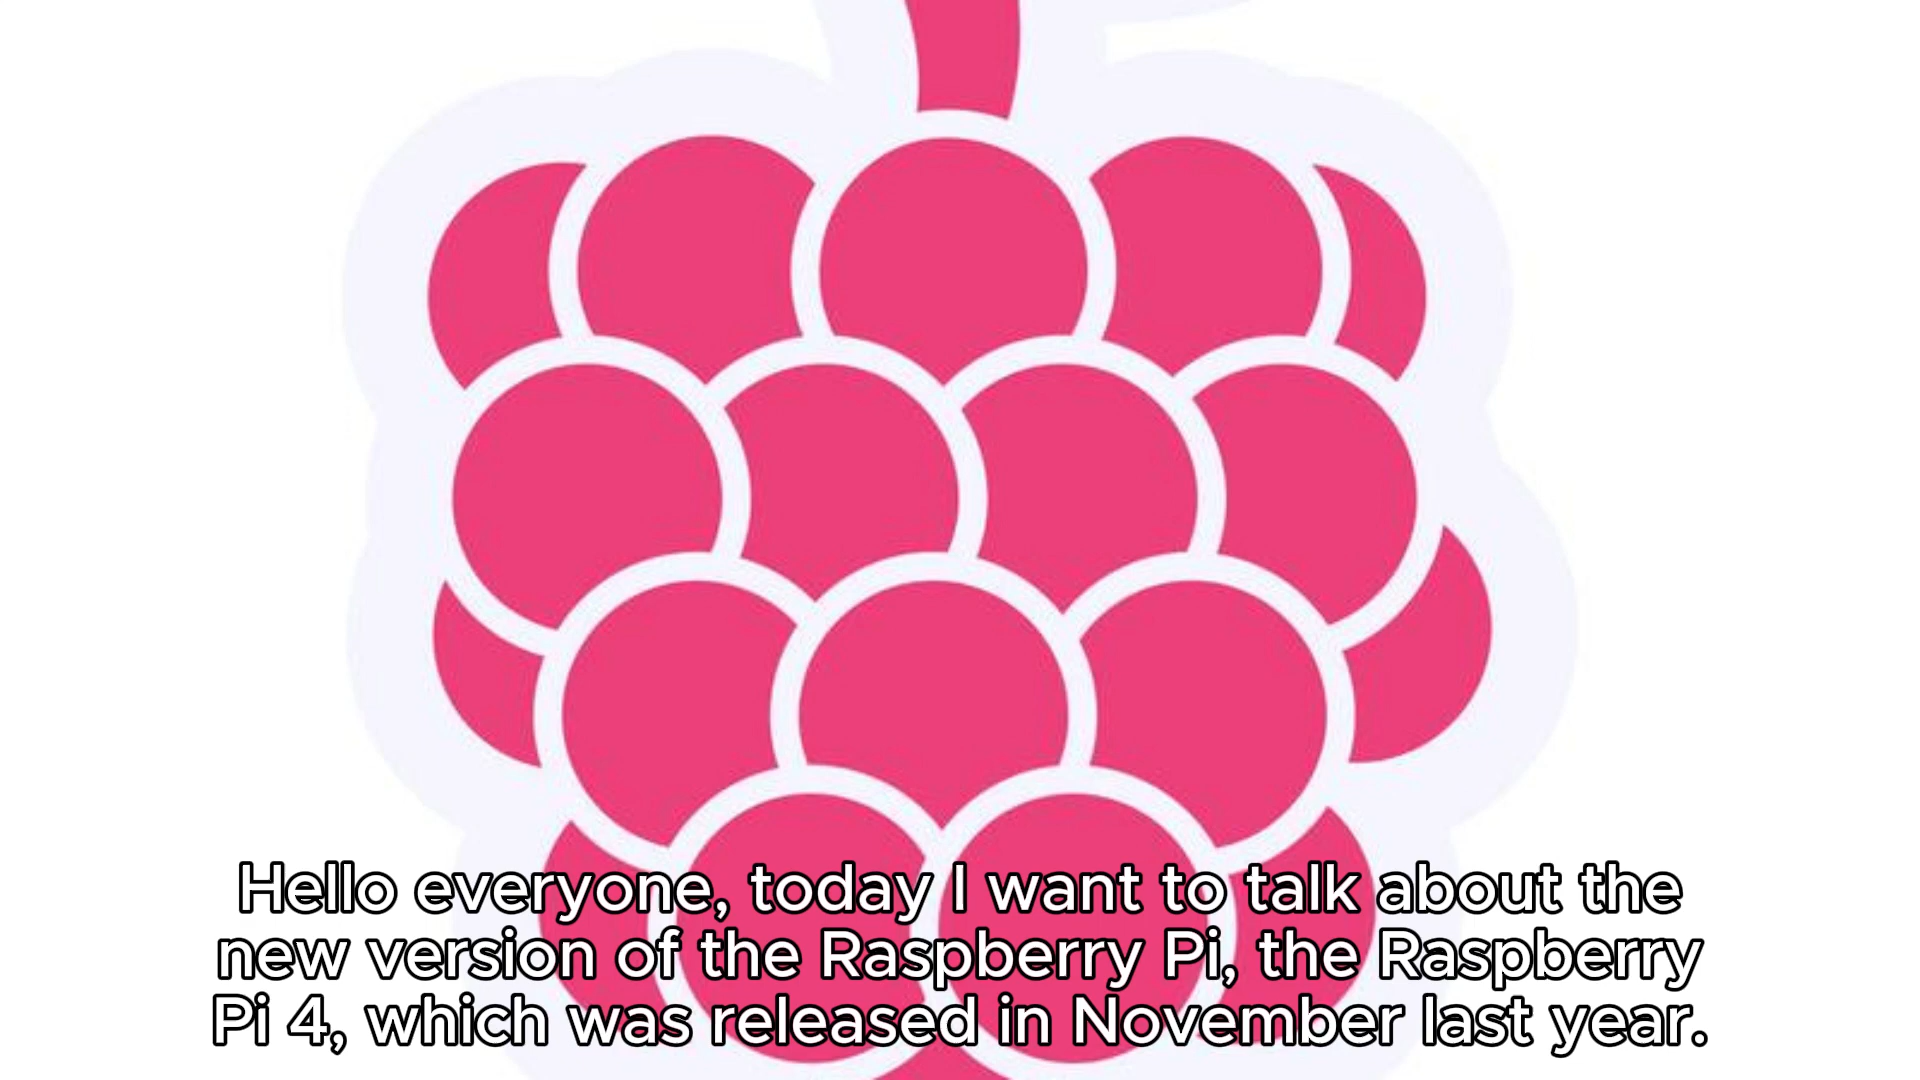 Hello everyone, today I want to talk about the
new version of the Raspberry Pi, the Raspberry
Pi 4, which was released in November last year.